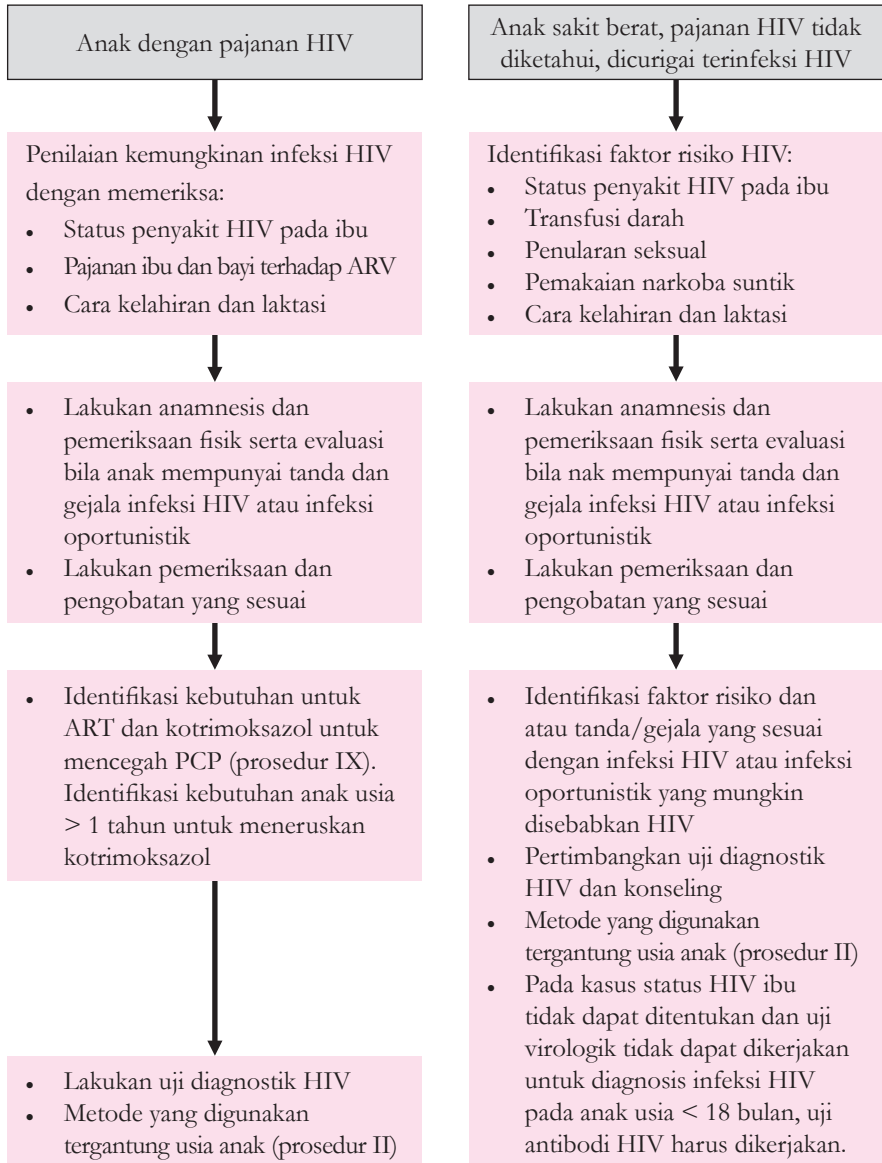 Anak dengan pajanan HIV
Penilaian kemungkinan infeksi HIV
dengan memeriksa:
• Status penyakit HIV pada ibu
• Pajanan ibu dan bayi terhadap ARV
• Cara kelahiran dan laktasi
• Lakukan anamnesis dan
pemeriksaan fisik serta evaluasi
bila anak mempunyai tanda dan
gejala infeksi HIV atau infeksi
oportunistik
• Lakukan pemeriksaan dan
pengobatan yang sesuai
• Identifikasi kebutuhan untuk
ART dan kotrimoksazol untuk
mencegah PCP (prosedur IX).
Identifikasi kebutuhan anak usia
> 1 tahun untuk meneruskan
kotrimoksazol
• Lakukan uji diagnostik HIV
• Metode yang digunakan
tergantung usia anak (prosedur II)
Anak sakit berat, pajanan HIV tidak
diketahui, dicurigai terinfeksi HIV
Identifikasi faktor risiko HIV:
• Status penyakit HIV pada ibu
• Transfusi darah
• Penularan seksual
• Pemakaian narkoba suntik
• Cara kelahiran dan laktasi
• Lakukan anamnesis dan
pemeriksaan fisik serta evaluasi
bila nak mempunyai tanda dan
gejala infeksi HIV atau infeksi
oportunistik
• Lakukan pemeriksaan dan
pengobatan yang sesuai
• Identifikasi faktor risiko dan
atau tanda/gejala yang sesuai
dengan infeksi HIV atau infeksi
oportunistik yang mungkin
disebabkan HIV
• Pertimbangkan uji diagnostik
HIV dan konseling
• Metode yang digunakan
tergantung usia anak (prosedur II)
• Pada kasus status HIV ibu
tidak dapat ditentukan dan uji
virologik tidak dapat dikerjakan
untuk diagnosis infeksi HIV
pada anak usia < 18 bulan, uji
antibodi HIV harus dikerjakan.